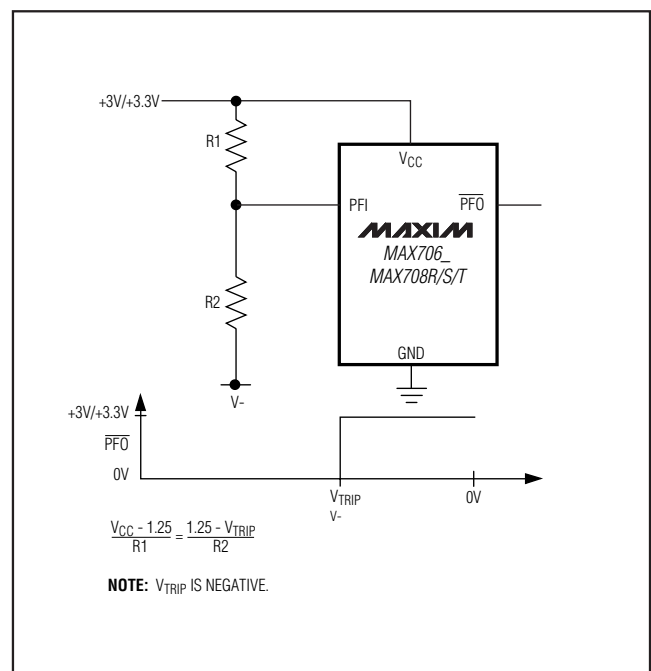 +3V/+3.3V
R1
VCC
PFI
PFO
MAXIM
MAX706_
MAX708R/S/T
R2
GND
V-
+3V/+3.3V
PFO
0V
VTRIP
0V
V-
VCC - 1.25 = 1.25 - VTRIP
R1 R2
NOTE: VTRIP IS NEGATIVE.